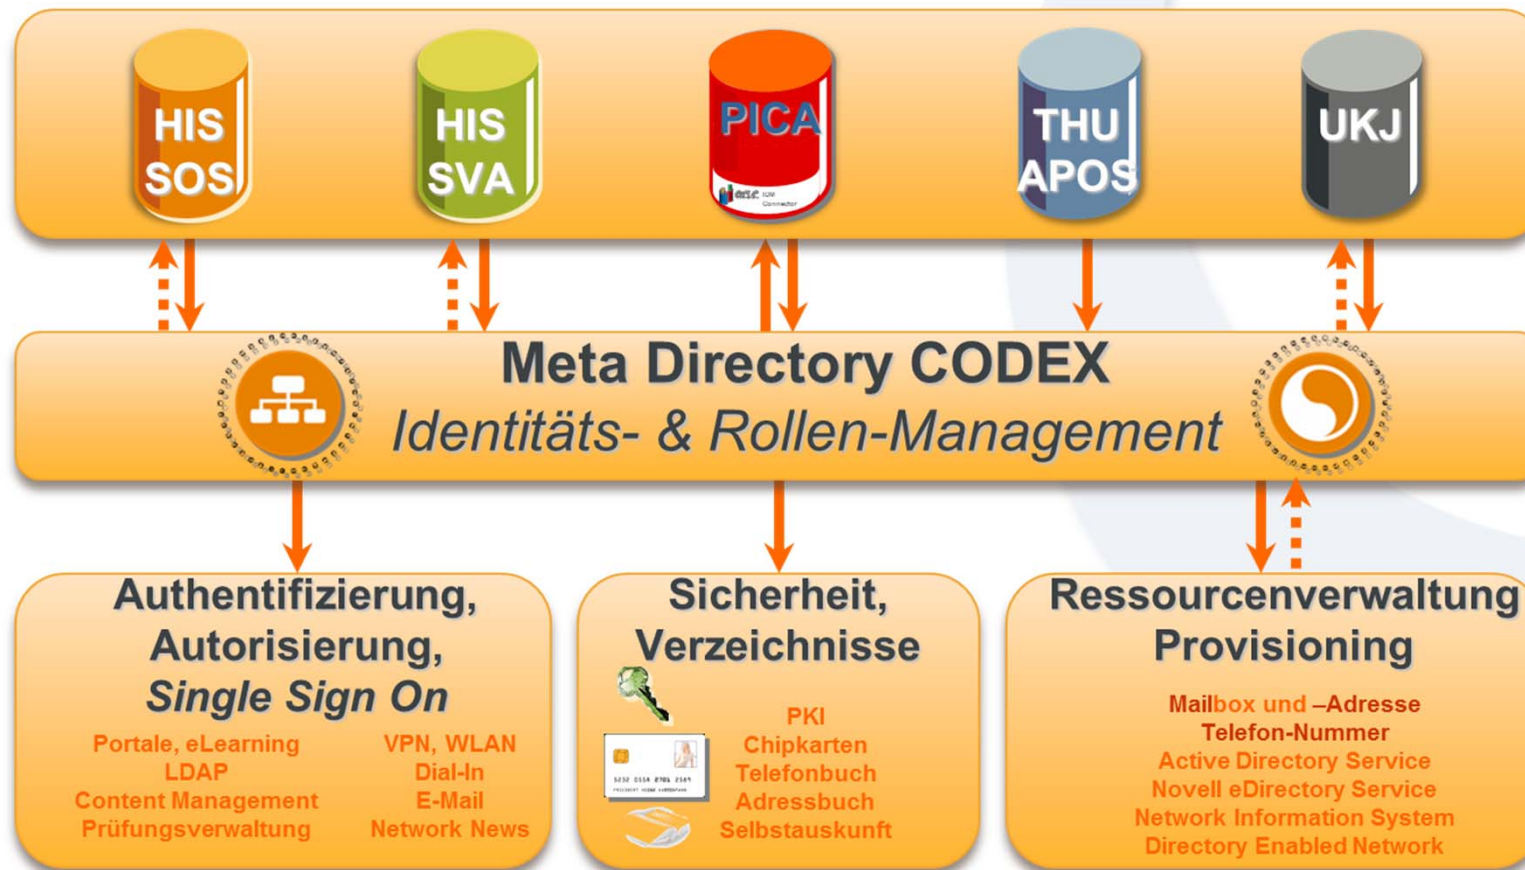 HIS
SOS
HIS
SVA
PICA
IDM
Connector
THU
APOS
UKJ
Meta Directory CODEX
Identitäts- & Rollen-Management
Authentifizierung,
Autorisierung,
Single Sign On
Portale, eLearning
LDAP
Content Management
Prüfungsverwaltung
VPN, WLAN
Dial-In
E-Mail
Network News
Sicherheit,
Verzeichnisse
PKI
Chipkarten
Telefonbuch
Adressbuch
Selbstauskunft
Ressourcenverwaltung
Provisioning
Mailbox und –Adresse
Telefon-Nummer
Active Directory Service
Novell eDirectory Service
Network Information System
Directory Enabled Network